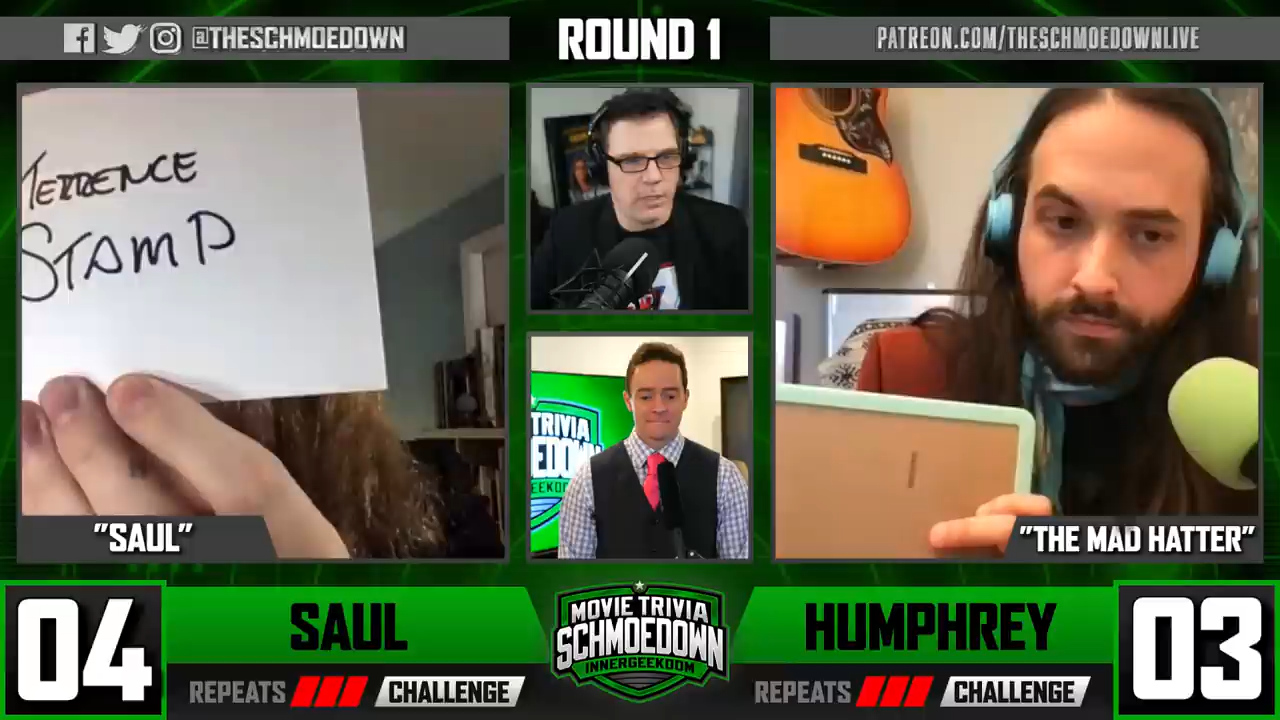 @THESCHMOEDOWN
ROUND 1
PATREON.COM/THESCHMOEDOWNLIVE
TERRENCE
STAMP
TRIVIA
"SAUL"
"THE MAD HATTER"
04
SAUL
MOVIE TRIVIA
SCHMOEDOWN
INNERGEEKDOM
HUMPHREY
03
REPEATS
CHALLENGE
REPEATS
CHALLENGE